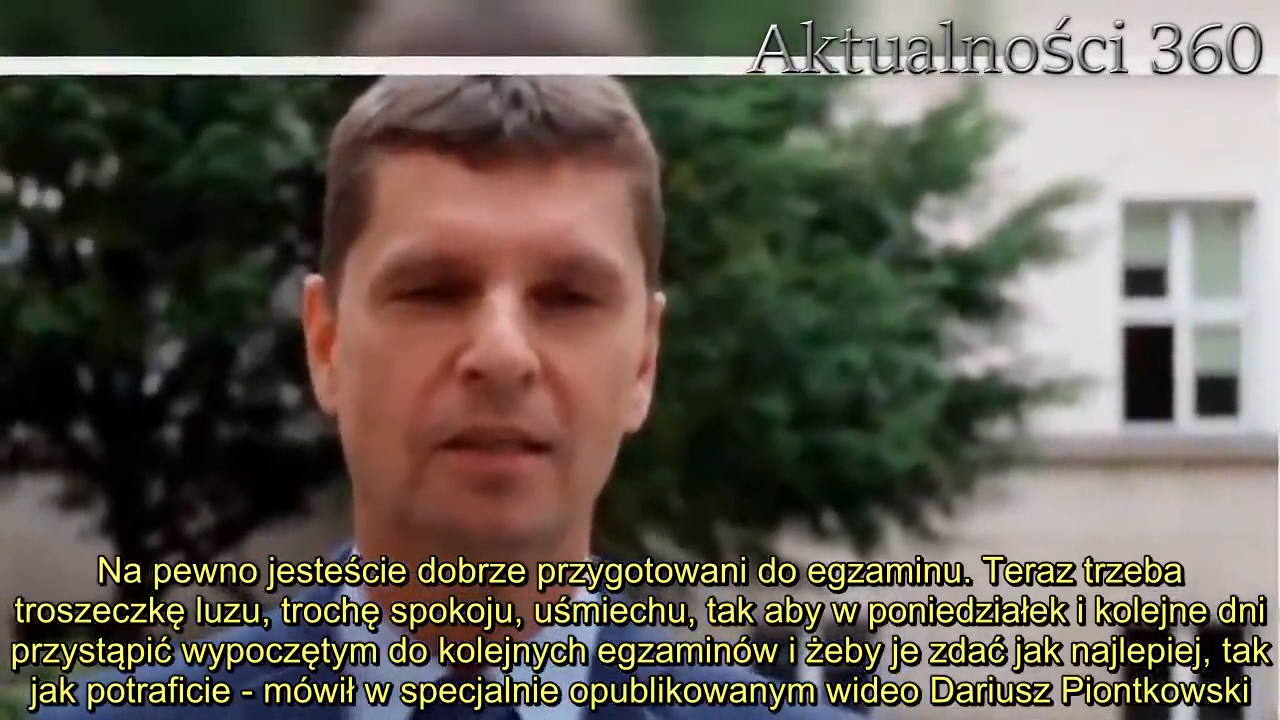 Aktualności 360
Na pewno jesteście dobrze przygotowani do egzaminu. Teraz trzeba
troszeczkę luzu, trochę spokoju, uśmiechu, tak aby w poniedziałek i kolejne dni
przystąpić wypoczętym do kolejnych egzaminów i żeby je zdać jak najlepiej, tak
jak potraficie - mówił w specjalnie opublikowanym wideo Dariusz Piontkowski